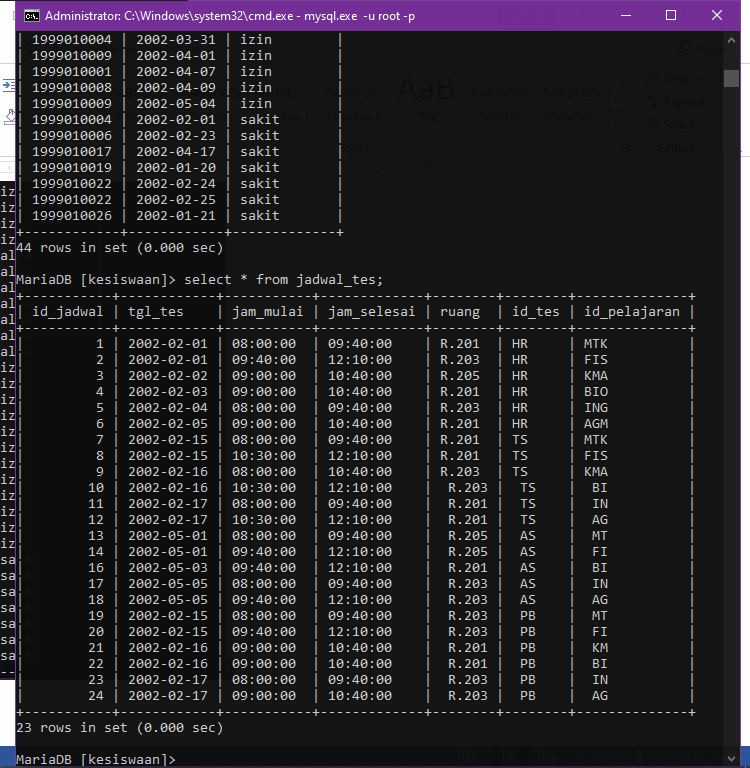 Administrator: C:\Windows\system32\cmd.exe - mysql.exe -u root -p
| 1999010004 | 2002-03-31 | izin        |
| 1999010009 | 2002-04-01 | izin        |
| 1999010001 | 2002-04-07 | izin        |
| 1999010008 | 2002-04-09 | izin        |
| 1999010009 | 2002-05-04 | izin        |
| 1999010004 | 2002-02-01 | sakit       |
| 1999010006 | 2002-02-23 | sakit       |
| 1999010017 | 2002-04-17 | sakit       |
| 1999010019 | 2002-01-20 | sakit       |
| 1999010022 | 2002-02-24 | sakit       |
| 1999010022 | 2002-02-25 | sakit       |
| 1999010026 | 2002-01-21 | sakit       |
+------------+------------+-------------+
44 rows in set (0.000 sec)
MariaDB [kesiswaan]> select * from jadwal_tes;
+-----------+------------+-----------+-------------+--------+--------+--------------+
| id_jadwal | tgl_tes    | jam_mulai | jam_selesai | ruang  | id_tes | id_pelajaran |
+-----------+------------+-----------+-------------+--------+--------+--------------+
|         1 | 2002-02-01 | 08:00:00  | 09:40:00    | R.201  | HR     | MTK          |
|         2 | 2002-02-01 | 09:40:00  | 12:10:00    | R.203  | HR     | FIS          |
|         3 | 2002-02-02 | 09:00:00  | 10:40:00    | R.205  | HR     | KMA          |
|         4 | 2002-02-03 | 09:00:00  | 10:40:00    | R.201  | HR     | BIO          |
|         5 | 2002-02-04 | 08:00:00  | 09:40:00    | R.203  | HR     | ING          |
|         6 | 2002-02-05 | 09:00:00  | 10:40:00    | R.201  | HR     | AGM          |
|         7 | 2002-02-15 | 08:00:00  | 09:40:00    | R.201  | TS     | MTK          |
|         8 | 2002-02-15 | 10:30:00  | 12:10:00    | R.201  | TS     | FIS          |
|         9 | 2002-02-16 | 08:00:00  | 10:40:00    | R.203  | TS     | KMA          |
|        10 | 2002-02-16 | 10:30:00  | 12:10:00    |  R.203 |  TS    |  BI          |
|        11 | 2002-02-17 | 08:00:00  | 09:40:00    |  R.201 |  TS    |  IN          |
|        12 | 2002-02-17 | 10:30:00  | 12:10:00    |  R.201 |  TS    |  AG          |
|        13 | 2002-05-01 | 08:00:00  | 09:40:00    |  R.205 |  AS    |  MT          |
|        14 | 2002-05-01 | 09:40:00  | 12:10:00    |  R.205 |  AS    |  FI          |
|        16 | 2002-05-03 | 09:40:00  | 12:10:00    |  R.201 |  AS    |  BI          |
|        17 | 2002-05-05 | 08:00:00  | 09:40:00    |  R.203 |  AS    |  IN          |
|        18 | 2002-05-05 | 09:40:00  | 12:10:00    |  R.203 |  AS    |  AG          |
|        19 | 2002-02-15 | 08:00:00  | 09:40:00    |  R.203 |  PB    |  MT          |
|        20 | 2002-02-15 | 09:40:00  | 12:10:00    |  R.203 |  PB    |  FI          |
|        21 | 2002-02-16 | 09:00:00  | 10:40:00    |  R.201 |  PB    |  KM          |
|        22 | 2002-02-16 | 09:00:00  | 10:40:00    |  R.201 |  PB    |  BI          |
|        23 | 2002-02-17 | 08:00:00  | 09:40:00    |  R.203 |  PB    |  IN          |
|        24 | 2002-02-17 | 09:00:00  | 10:40:00    |  R.203 |  PB    |  AG          |
+-----------+------------+-----------+-------------+--------+--------+--------------+
23 rows in set (0.000 sec)
MariaDB [kesiswaan]>